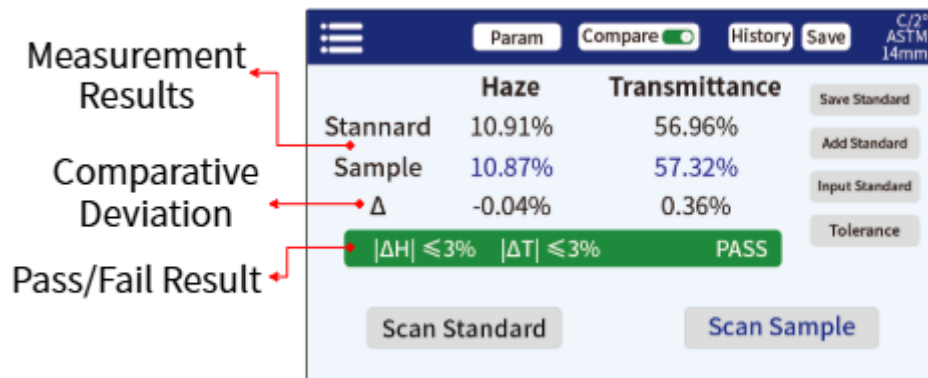 Measurement
Results
Comparative
Deviation
Pass/Fail Result
Param Compare History Save
C/2°
ASTM
14mm
Haze Transmittance
Stannard 10.91% 56.96%
Sample 10.87% 57.32%
Δ -0.04% 0.36%
|ΔH| ≤3% |ΔT| ≤3% PASS
Save Standard
Add Standard
Input Standard
Tolerance
Scan Standard Scan Sample